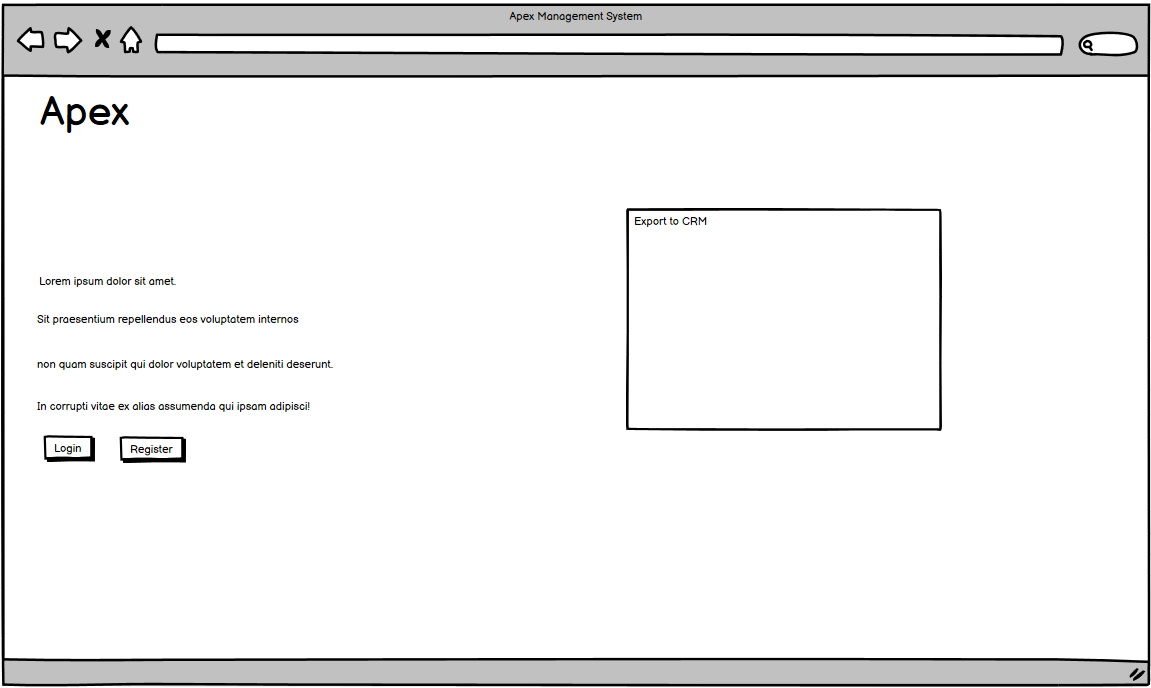 Apex Management System
Apex
Export to CRM
Lorem ipsum dolor sit amet.
Sit praesentium repellendus eos voluptatem internos
non quam suscipit qui dolor voluptatem et deleniti deserunt.
In corrupti vitae ex alias assumenda qui ipsam adipisci!
Login
Register